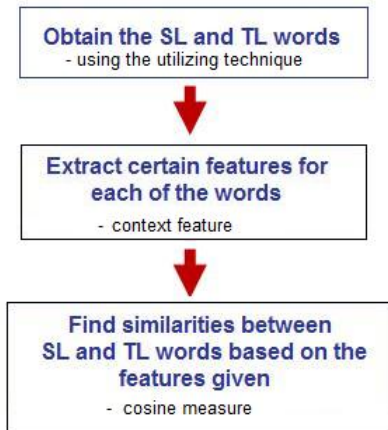 Obtain the SL and TL words
- using the utilizing technique
Extract certain features for
each of the words
- context feature
Find similarities between
SL and TL words based on the
features given
- cosine measure